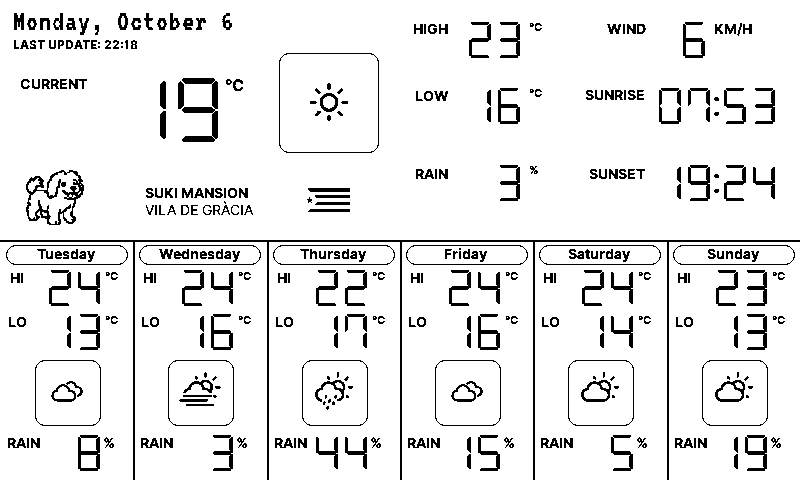 Monday, October 6
LAST UPDATE: 22:18
CURRENT 19 °C
SUKI MANSION
VILA DE GRÀCIA
HIGH 23 °C
LOW 16 °C
RAIN 3 %
WIND 6 KM/H
SUNRISE 07:53
SUNSET 19:24
Tuesday
HI 24 °C
LO 13 °C
RAIN 8 %
Wednesday
HI 24 °C
LO 16 °C
RAIN 3 %
Thursday
HI 22 °C
LO 17 °C
RAIN 44 %
Friday
HI 24 °C
LO 16 °C
RAIN 15 %
Saturday
HI 24 °C
LO 14 °C
RAIN 5 %
Sunday
HI 23 °C
LO 13 °C
RAIN 19 %